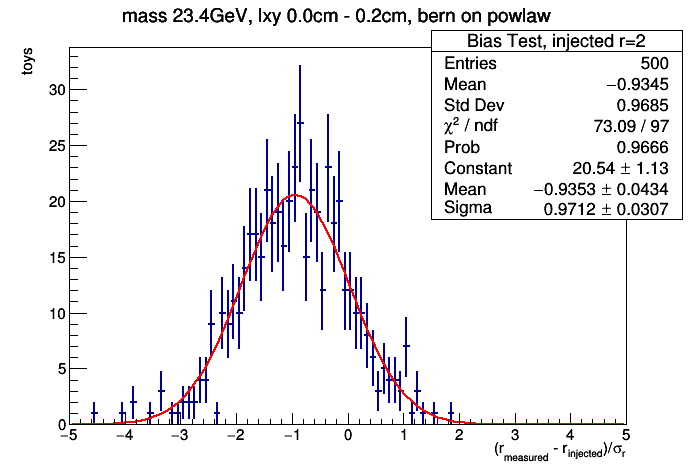 mass 23.4GeV, lxy 0.0cm - 0.2cm, bern on powlaw
Bias Test, injected r=2
Entries 500
Mean −0.9345
Std Dev 0.9685
χ² / ndf 73.09 / 97
Prob 0.9666
Constant 20.54 ± 1.13
Mean −0.9353 ± 0.0434
Sigma 0.9712 ± 0.0307
toys
30
25
20
15
10
5
0
−5 −4 −3 −2 −1 0 1 2 3 4 5
(r_measured - r_injected)/σ_r